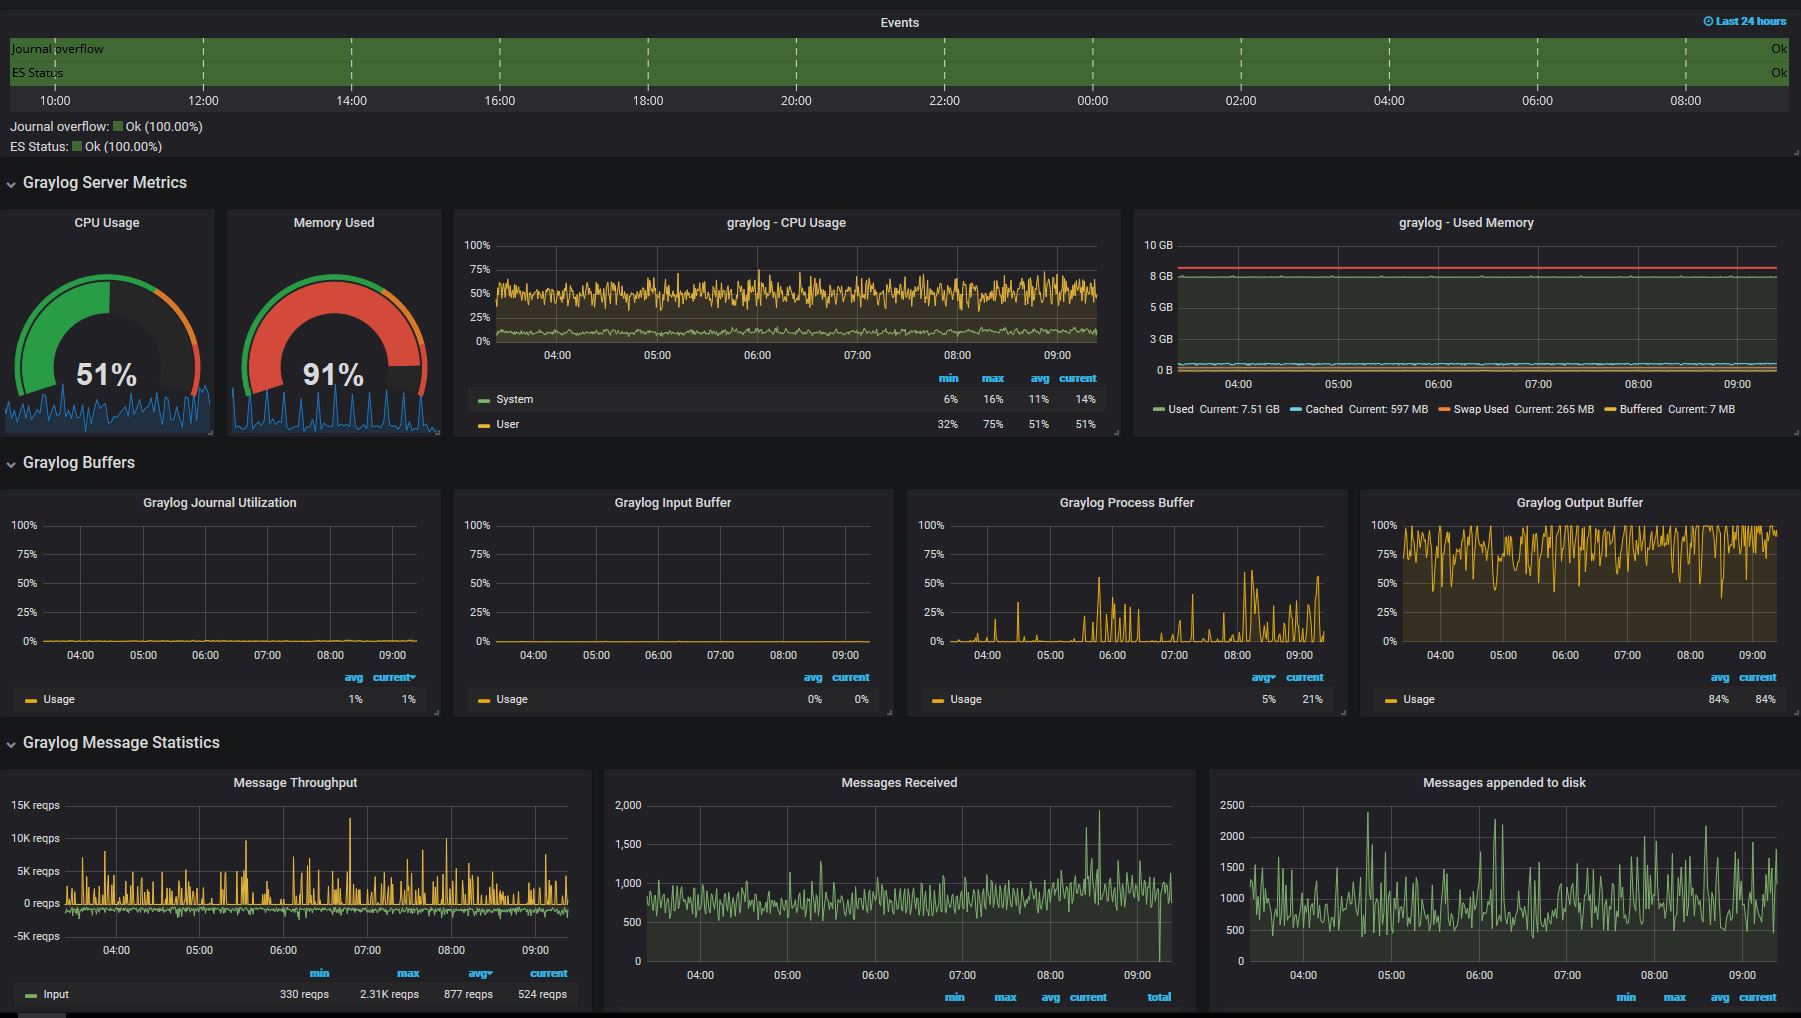 Events
Last 24 hours
Journal overflow Ok
ES Status Ok
10:00 12:00 14:00 16:00 18:00 20:00 22:00 00:00 02:00 04:00 06:00 08:00
Journal overflow: Ok (100.00%)
ES Status: Ok (100.00%)
Graylog Server Metrics
CPU Usage
51%
Memory Used
91%
graylog - CPU Usage
100%
75%
50%
25%
0%
04:00 05:00 06:00 07:00 08:00 09:00
min max avg current
System 6% 16% 11% 14%
User 32% 75% 51% 51%
graylog - Used Memory
10 GB
8 GB
5 GB
3 GB
0 B
04:00 05:00 06:00 07:00 08:00 09:00
Used Current: 7.51 GB Cached Current: 597 MB Swap Used Current: 265 MB Buffered Current: 7 MB
Graylog Buffers
Graylog Journal Utilization
100%
75%
50%
25%
0%
04:00 05:00 06:00 07:00 08:00 09:00
avg current
Usage 1% 1%
Graylog Input Buffer
100%
75%
50%
25%
0%
04:00 05:00 06:00 07:00 08:00 09:00
avg current
Usage 0% 0%
Graylog Process Buffer
100%
75%
50%
25%
0%
04:00 05:00 06:00 07:00 08:00 09:00
avg current
Usage 5% 21%
Graylog Output Buffer
100%
75%
50%
25%
0%
04:00 05:00 06:00 07:00 08:00 09:00
avg current
Usage 84% 84%
Graylog Message Statistics
Message Throughput
15K reqps
10K reqps
5K reqps
0 reqps
-5K reqps
04:00 05:00 06:00 07:00 08:00 09:00
min max avg current
Input 330 reqps 2.31K reqps 877 reqps 524 reqps
Messages Received
2,000
1,500
1,000
500
0
04:00 05:00 06:00 07:00 08:00 09:00
min max avg current total
Messages appended to disk
2500
2000
1500
1000
500
0
04:00 05:00 06:00 07:00 08:00 09:00
min max avg current